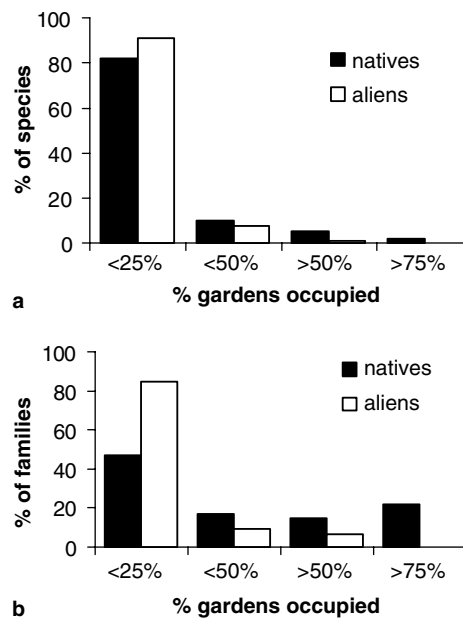 100
80
60
40
20
0
% of species
natives
aliens
<25% <50% >50% >75%
% gardens occupied
a
100
80
60
40
20
0
% of families
natives
aliens
<25% <50% >50% >75%
% gardens occupied
b